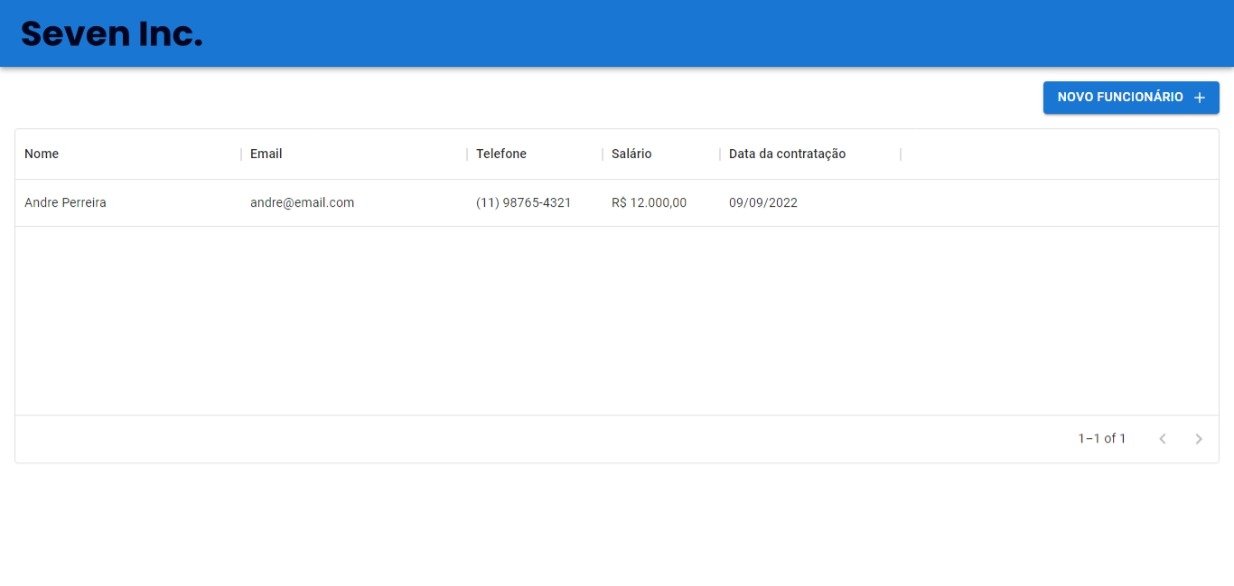 Seven Inc.
NOVO FUNCIONÁRIO +
Nome Email Telefone Salário Data da contratação
Andre Perreira andre@email.com (11) 98765-4321 R$ 12.000,00 09/09/2022
1–1 of 1